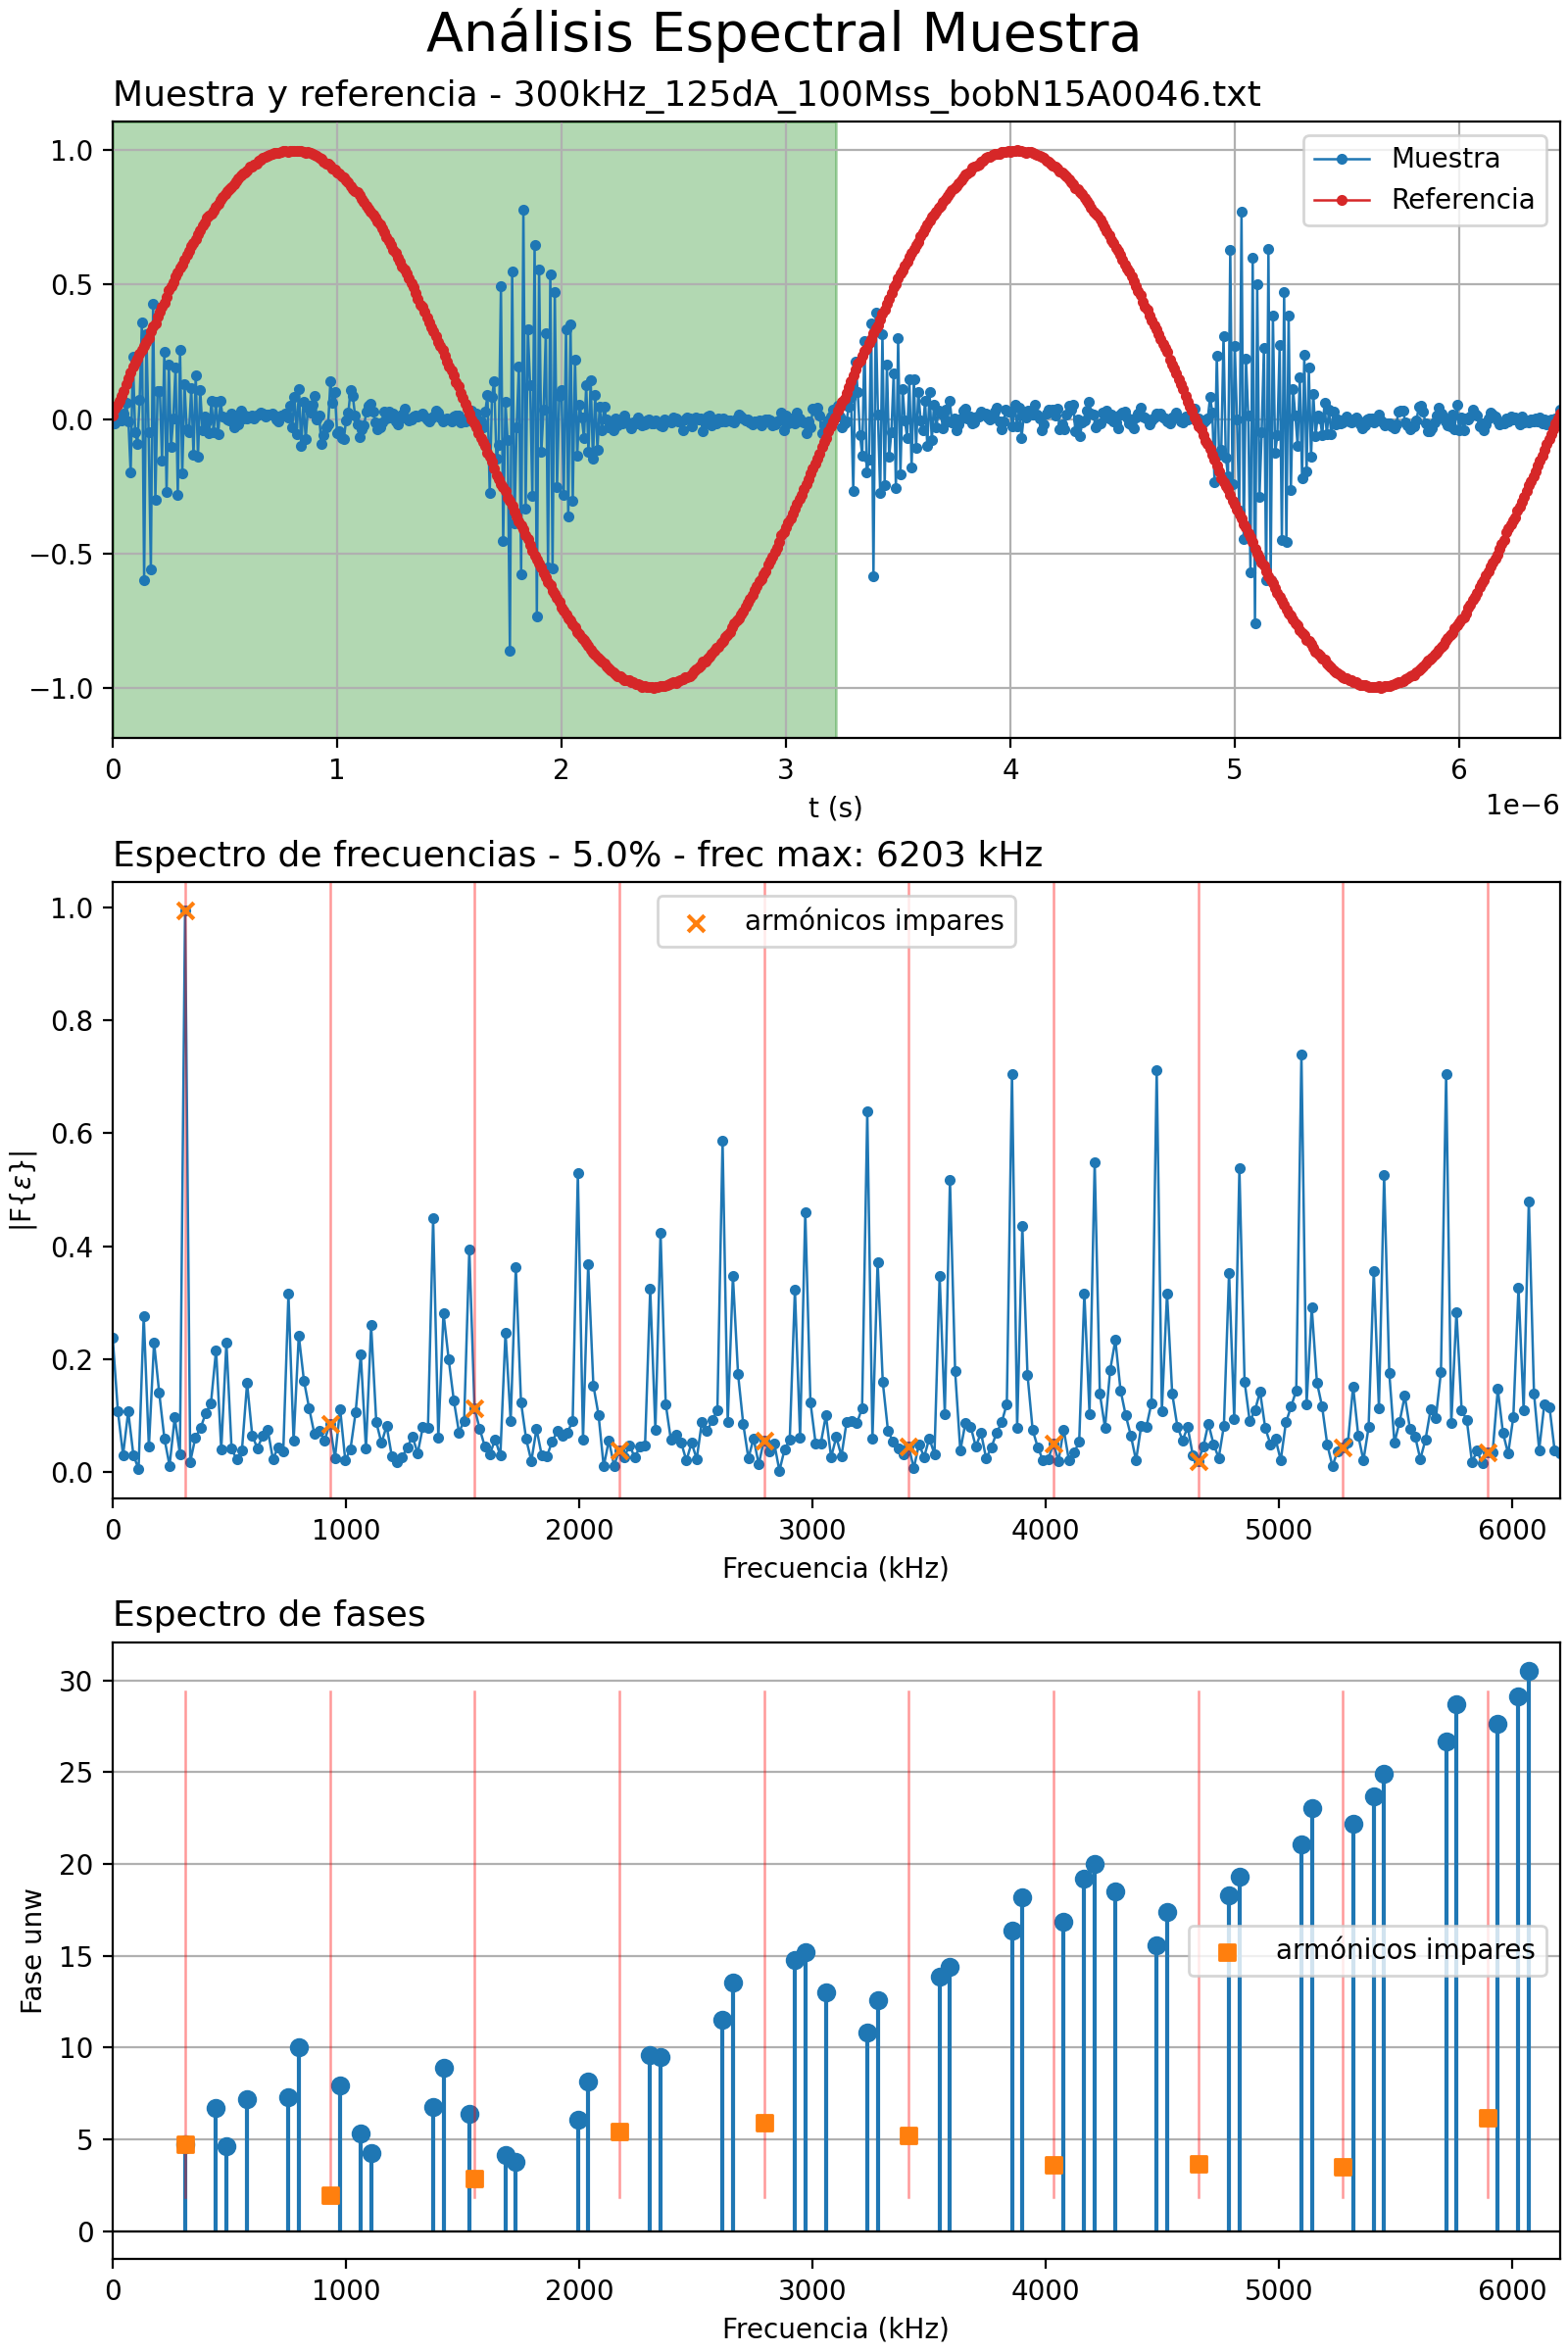 Análisis Espectral Muestra
Muestra y referencia - 300kHz_125dA_100Mss_bobN15A0046.txt
1.0
0.5
0.0
−0.5
−1.0
Muestra
Referencia
0 1 2 3 4 5 6
t (s)
1e−6
Espectro de frecuencias - 5.0% - frec max: 6203 kHz
1.0
0.8
0.6
0.4
0.2
0.0
|F{ε}|
armónicos impares
0 1000 2000 3000 4000 5000 6000
Frecuencia (kHz)
Espectro de fases
30
25
20
15
10
5
0
Fase unw
armónicos impares
0 1000 2000 3000 4000 5000 6000
Frecuencia (kHz)